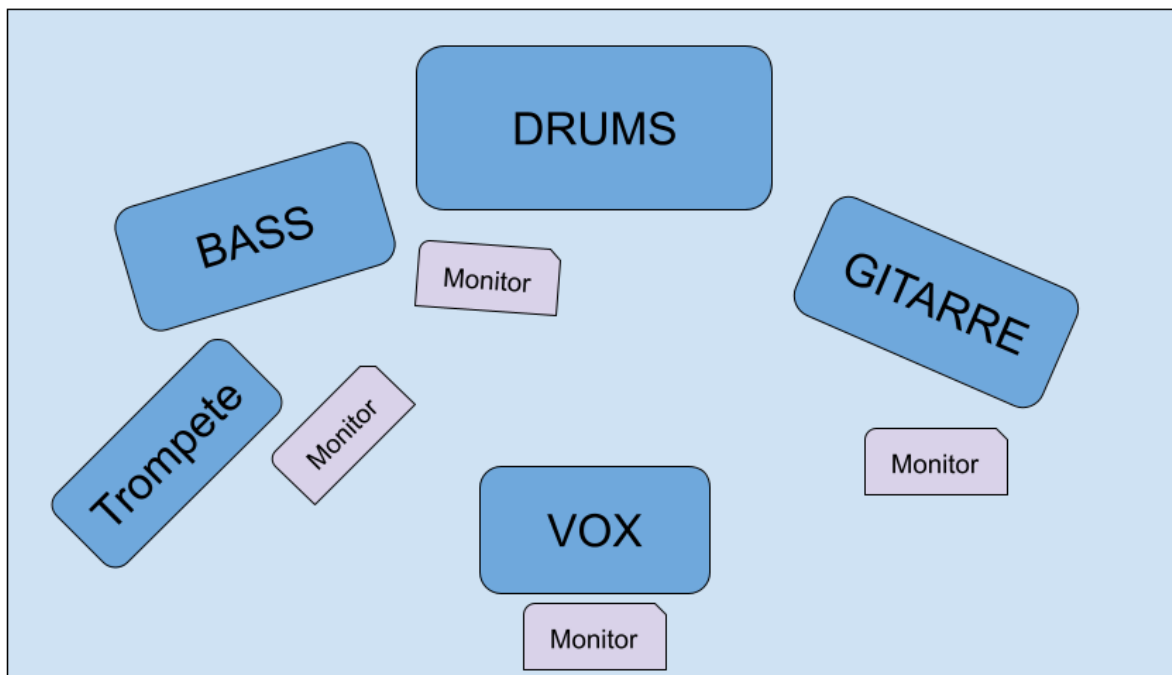 DRUMS
BASS
Monitor
GITARRE
Trompete
Monitor
Monitor
VOX
Monitor